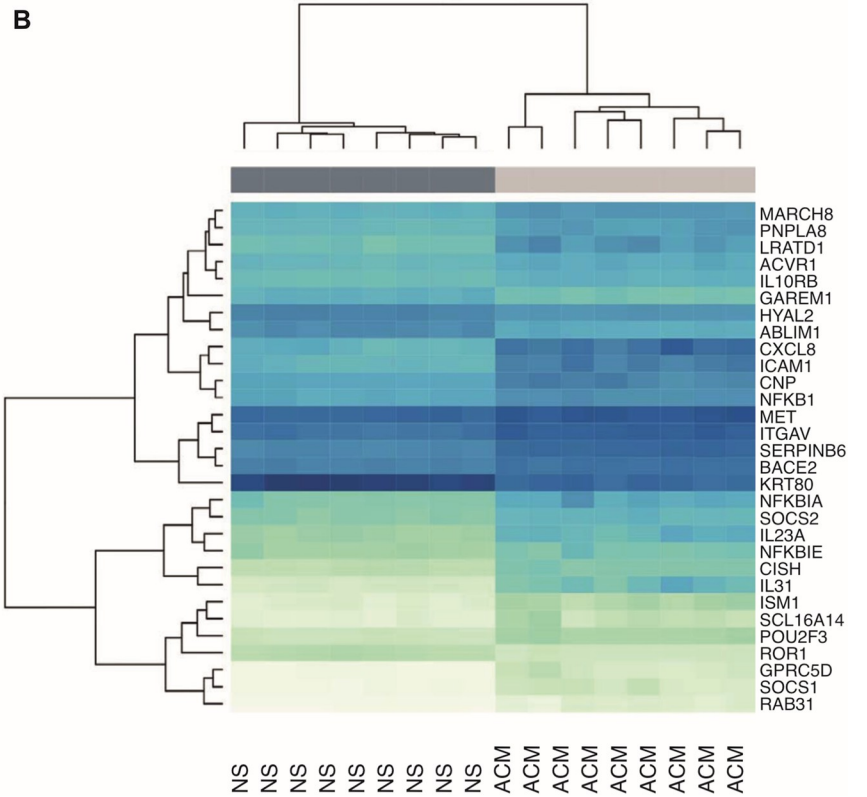 B
MARCH8
PNPLA8
LRATD1
ACVR1
IL10RB
GAREM1
HYAL2
ABLIM1
CXCL8
ICAM1
CNP
NFKB1
MET
ITGAV
SERPINB6
BACE2
KRT80
NFKBIA
SOCS2
IL23A
NFKBIE
CISH
IL31
ISM1
SCL16A14
POU2F3
ROR1
GPRC5D
SOCS1
RAB31
NS
NS
NS
NS
NS
NS
NS
NS
NS
ACM
ACM
ACM
ACM
ACM
ACM
ACM
ACM
ACM